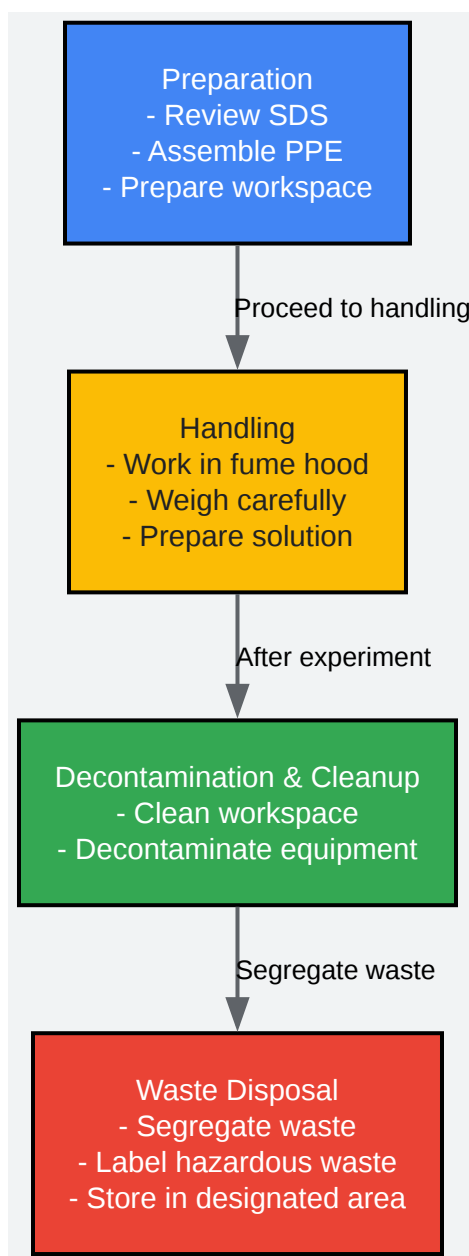 Preparation
- Review SDS
- Assemble PPE
- Prepare workspace
Proceed to handling
Handling
- Work in fume hood
- Weigh carefully
- Prepare solution
After experiment
Decontamination & Cleanup
- Clean workspace
- Decontaminate equipment
Segregate waste
Waste Disposal
- Segregate waste
- Label hazardous waste
- Store in designated area